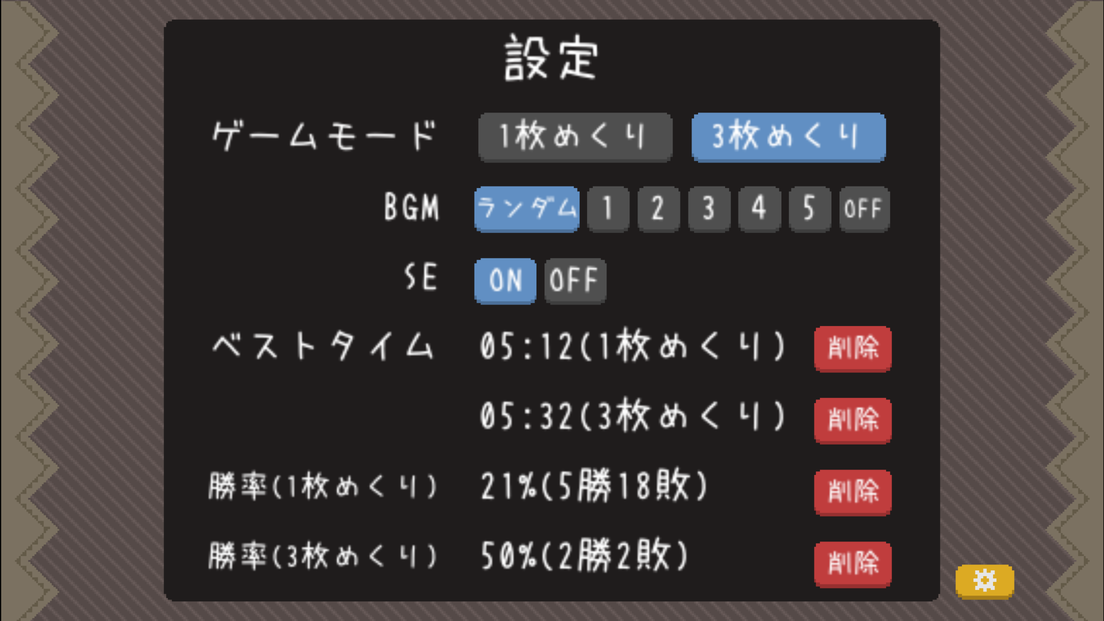 設定
ゲームモード 1枚めくり 3枚めくり
BGM ランダム 1 2 3 4 5 OFF
SE ON OFF
ベストタイム 05:12(1枚めくり) 削除
05:32(3枚めくり) 削除
勝率(1枚めくり) 21%(5勝18敗) 削除
勝率(3枚めくり) 50%(2勝2敗) 削除